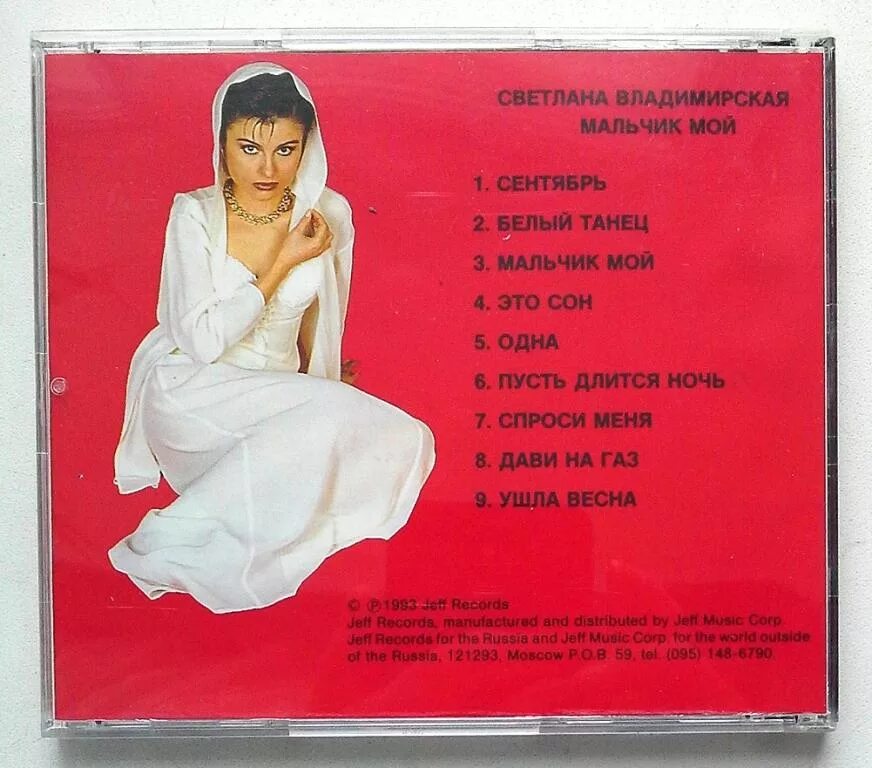 СВЕТЛАНА ВЛАДИМИРСКАЯ
МАЛЬЧИК МОЙ
1. СЕНТЯБРЬ
2. БЕЛЫЙ ТАНЕЦ
3. МАЛЬЧИК МОЙ
4. ЭТО СОН
5. ОДНА
6. ПУСТЬ ДЛИТСЯ НОЧЬ
7. СПРОСИ МЕНЯ
8. ДАВИ НА ГАЗ
9. УШЛА ВЕСНА
© ℗ 1993 Jeff Records
Jeff Records, manufactured and distributed by Jeff Music Corp.
Jeff Records for the Russia and Jeff Music Corp. for the world outside
of the Russia, 121293, Moscow P.O.B. 59, tel. (095) 148-6790.